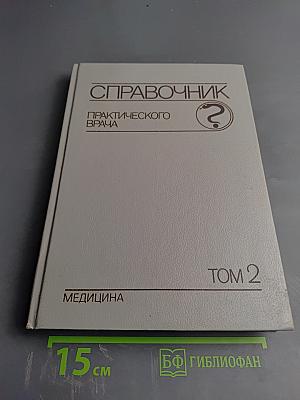 СПРАВОЧНИК
ПРАКТИЧЕСКОГО
ВРАЧА
ТОМ 2
МЕДИЦИНА
15 см
БФ ГИБЛИОФАН